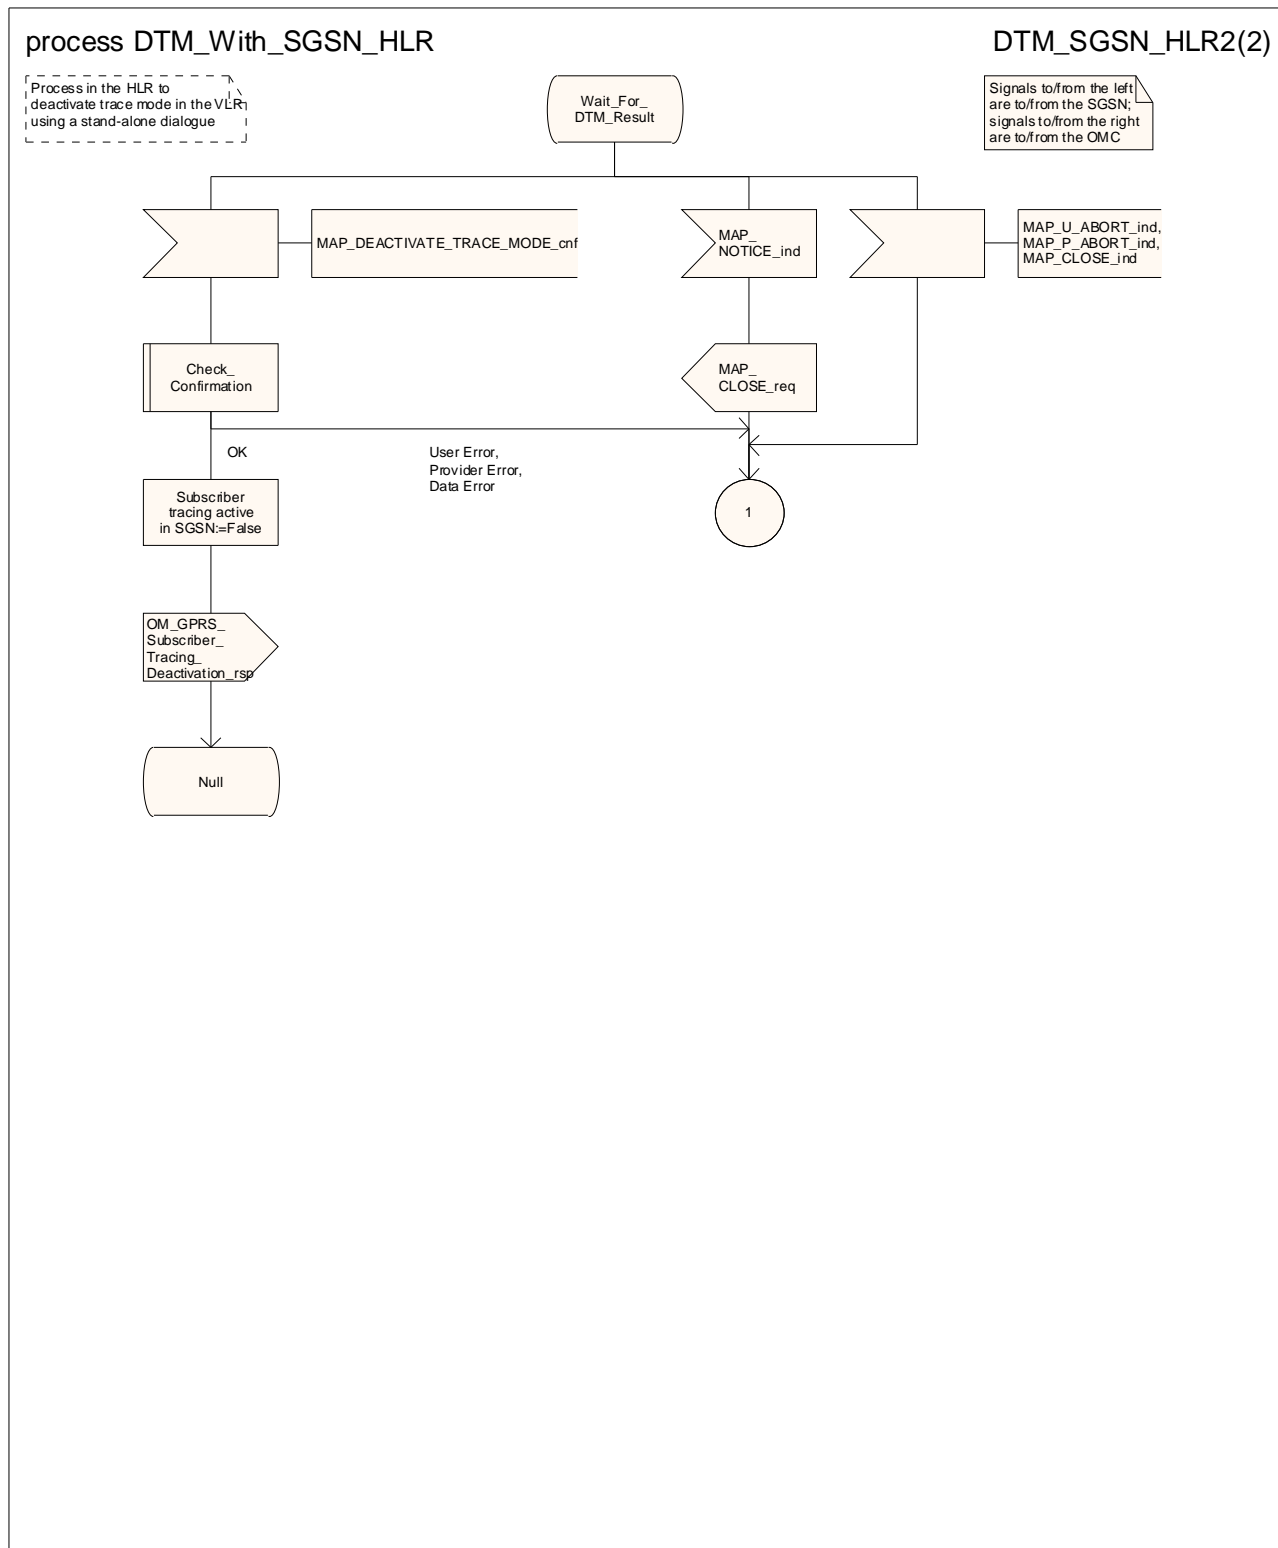 process DTM_With_SGSN_HLR
DTM_SGSN_HLR2(2)
Process in the HLR to
deactivate trace mode in the VLR
using a stand-alone dialogue
Wait_For_
DTM_Result
Signals to/from the left
are to/from the SGSN;
signals to/from the right
are to/from the OMC
MAP_DEACTIVATE_TRACE_MODE_cnf
MAP_
NOTICE_ind
MAP_U_ABORT_ind,
MAP_P_ABORT_ind,
MAP_CLOSE_ind
Check_
Confirmation
MAP_
CLOSE_req
OK
User Error,
Provider Error,
Data Error
Subscriber
tracing active
in SGSN:=False
1
OM_GPRS_
Subscriber_
Tracing_
Deactivation_rsp
Null